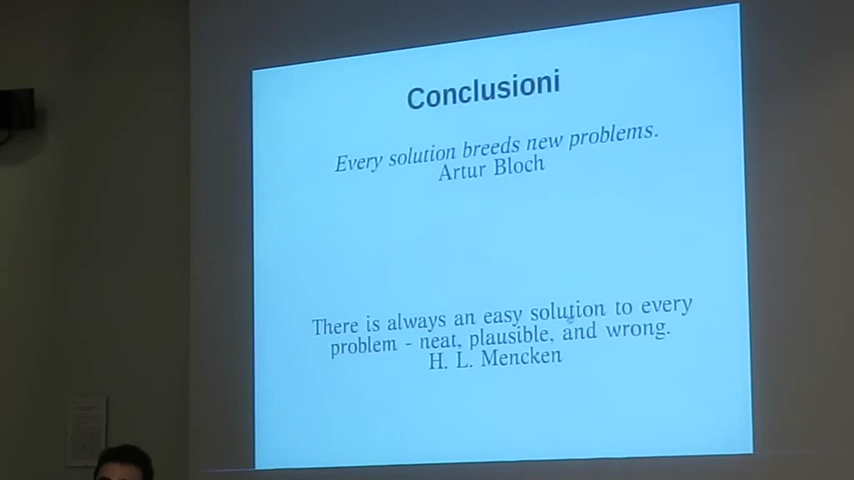 Conclusioni
Every solution breeds new problems.
Artur Bloch
There is always an easy solution to every
problem - neat, plausible, and wrong.
H. L. Mencken